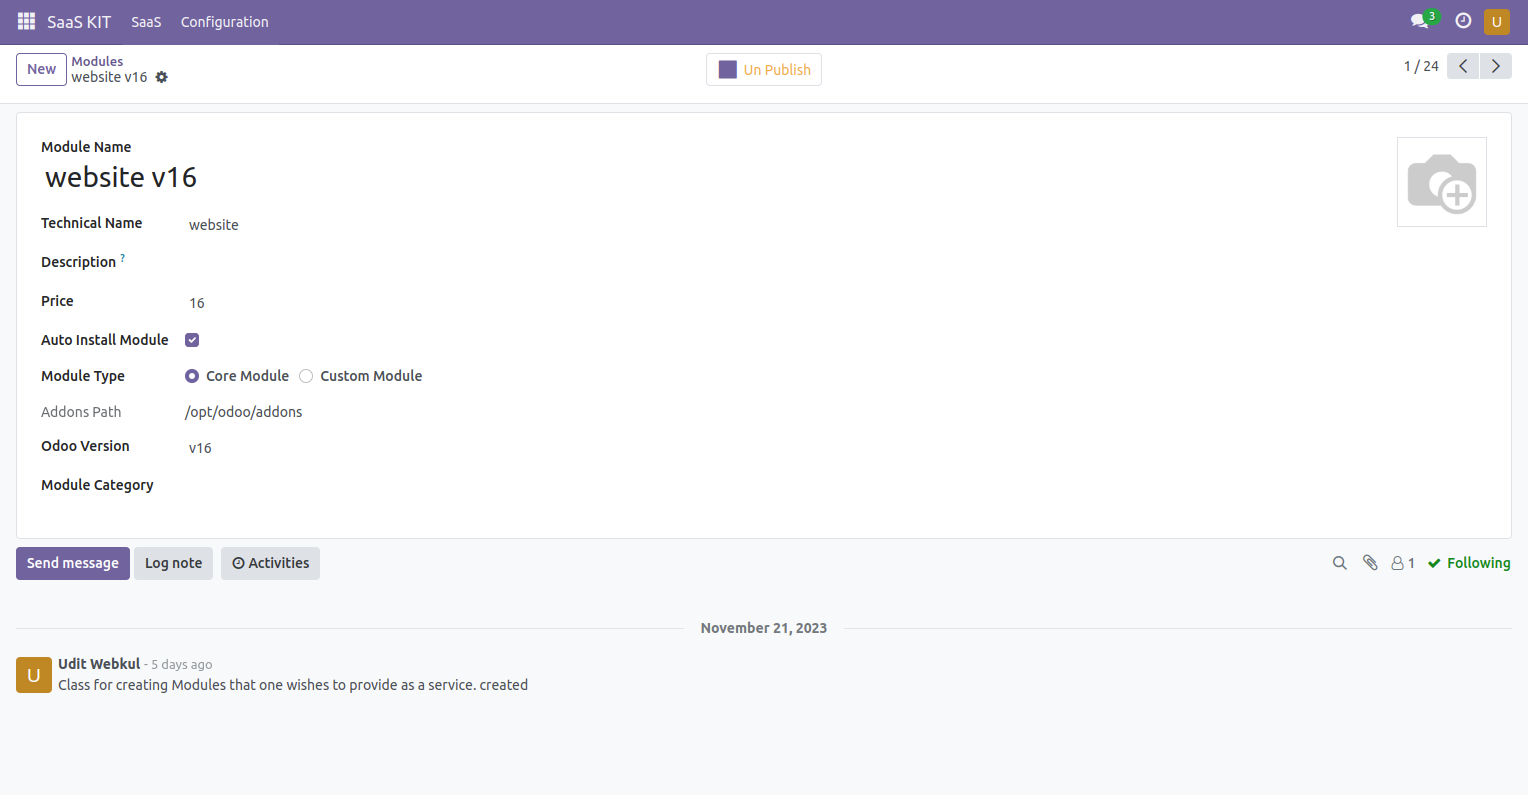 SaaS KIT SaaS Configuration 3 U
New Modules Un Publish 1 / 24
website v16
Module Name
website v16
Technical Name website
Description ?
Price 16
Auto Install Module
Module Type Core Module Custom Module
Addons Path /opt/odoo/addons
Odoo Version v16
Module Category
Send message Log note Activities 1 Following
November 21, 2023
U Udit Webkul - 5 days ago
Class for creating Modules that one wishes to provide as a service. created